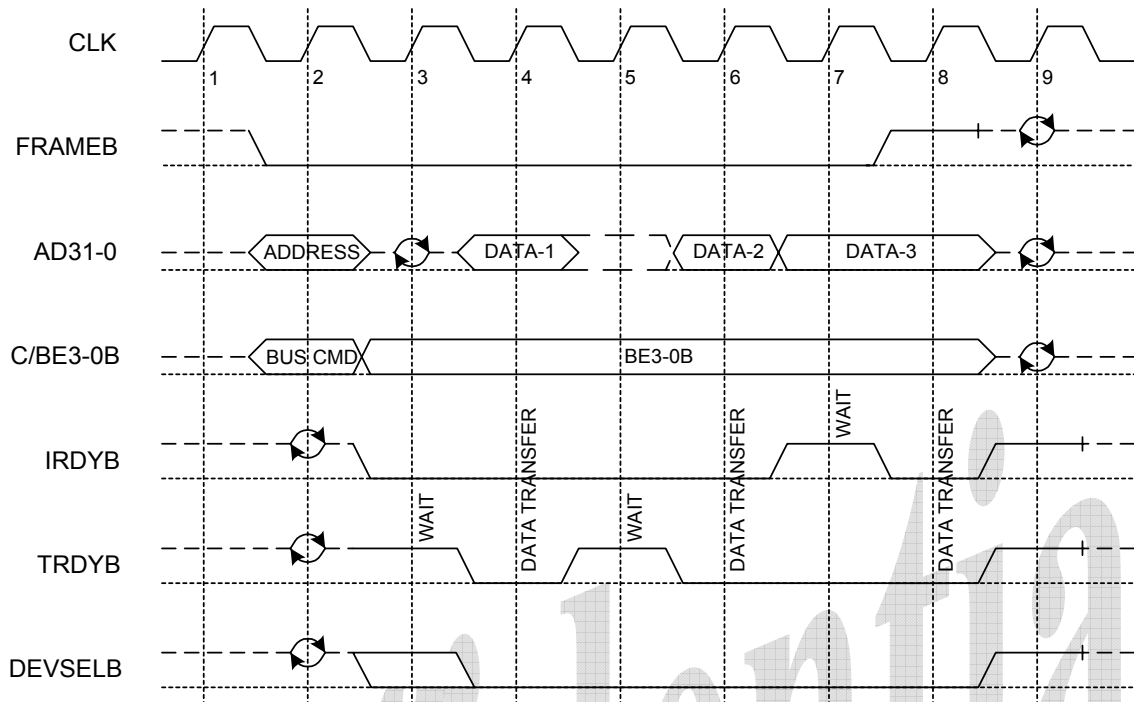 CLK
1 2 3 4 5 6 7 8 9
FRAMEB
AD31-0
ADDRESS DATA-1 DATA-2 DATA-3
C/BE3-0B
BUS CMD BE3-0B
IRDYB
WAIT
DATA TRANSFER
DATA TRANSFER
DATA TRANSFER
TRDYB
WAIT
WAIT
DEVSELB